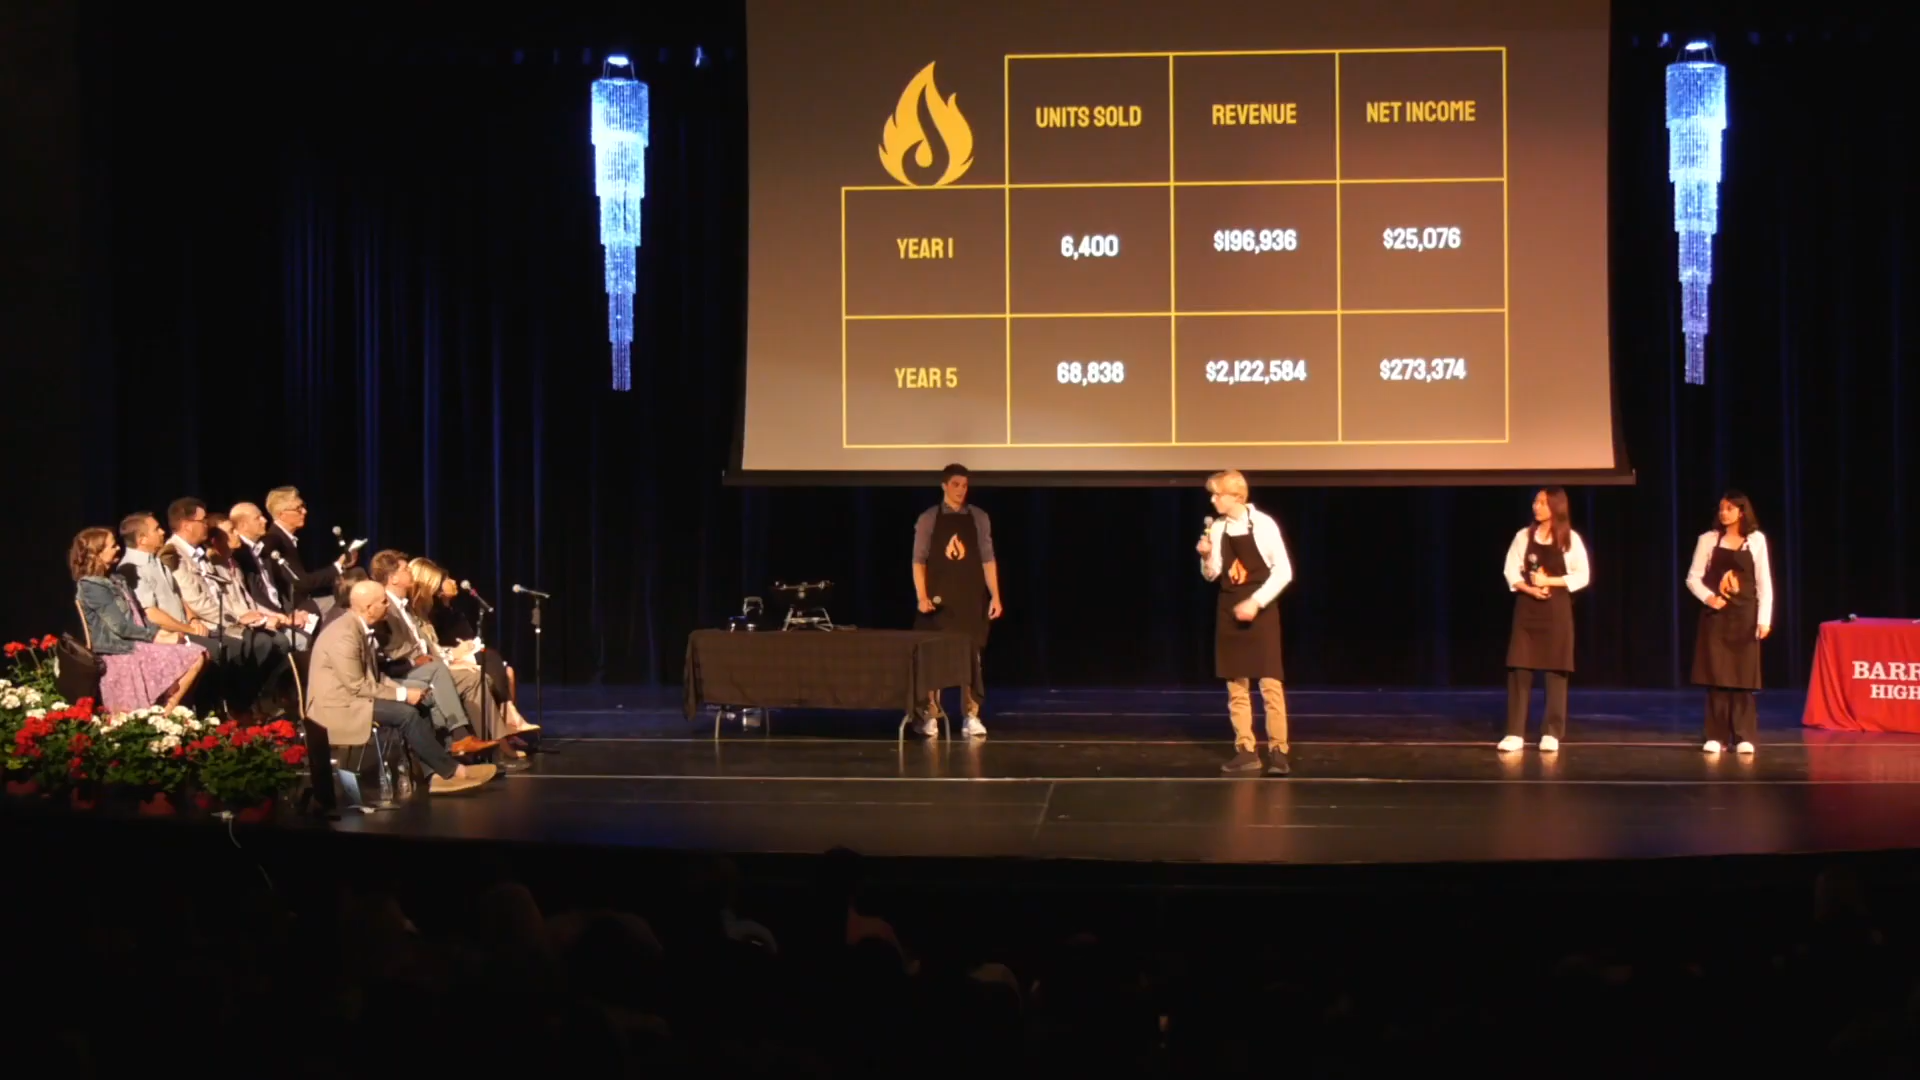 UNITS SOLD REVENUE NET INCOME
YEAR 1 6,400 $196,936 $25,076
YEAR 5 68,838 $2,122,584 $273,374
BARR
HIGH